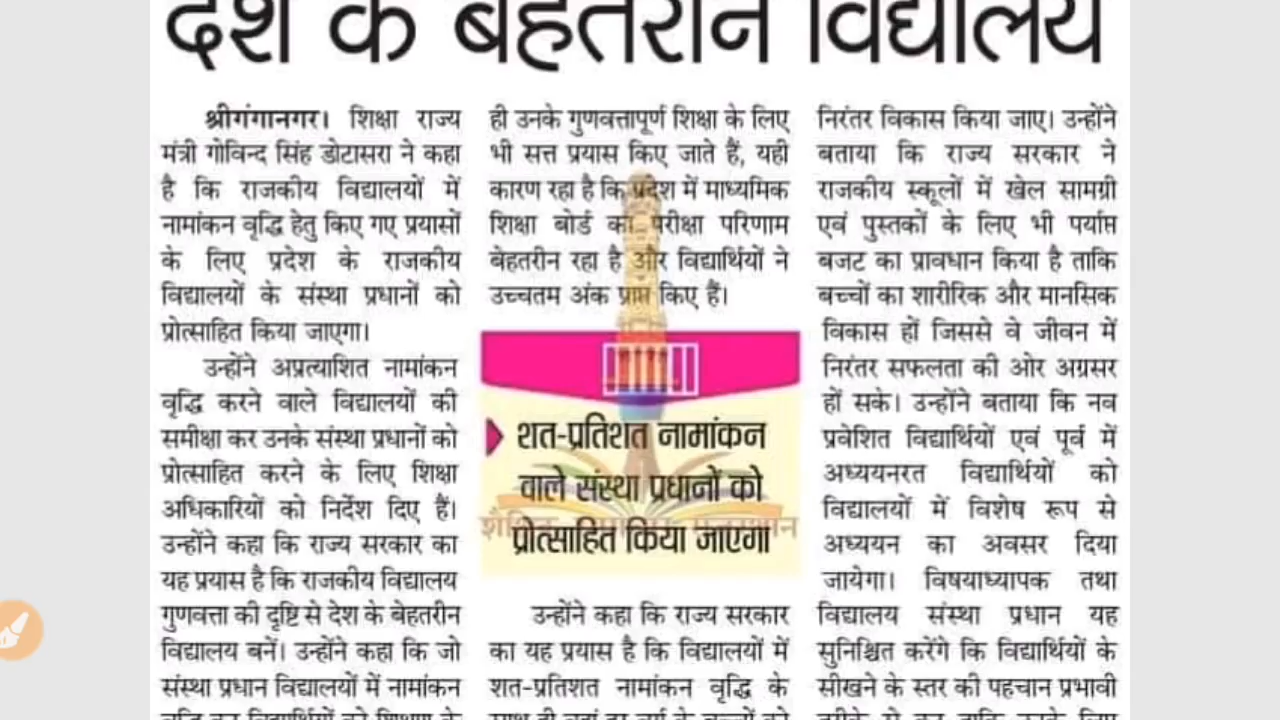 देश के बेहतरीन विद्यालय
श्रीगंगानगर। शिक्षा राज्य
मंत्री गोविन्द सिंह डोटासरा ने कहा
है कि राजकीय विद्यालयों में
नामांकन वृद्धि हेतु किए गए प्रयासों
के लिए प्रदेश के राजकीय
विद्यालयों के संस्था प्रधानों को
प्रोत्साहित किया जाएगा।
उन्होंने अप्रत्याशित नामांकन
वृद्धि करने वाले विद्यालयों की
समीक्षा कर उनके संस्था प्रधानों को
प्रोत्साहित करने के लिए शिक्षा
अधिकारियों को निर्देश दिए हैं।
उन्होंने कहा कि राज्य सरकार का
यह प्रयास है कि राजकीय विद्यालय
गुणवत्ता की दृष्टि से देश के बेहतरीन
विद्यालय बनें। उन्होंने कहा कि जो
संस्था प्रधान विद्यालयों में नामांकन
ही उनके गुणवत्तापूर्ण शिक्षा के लिए
भी सत्त प्रयास किए जाते हैं, यही
कारण रहा है कि प्रदेश में माध्यमिक
शिक्षा बोर्ड का परीक्षा परिणाम
बेहतरीन रहा है और विद्यार्थियों ने
उच्चतम अंक प्राप्त किए हैं।
शत-प्रतिशत नामांकन
वाले संस्था प्रधानों को
प्रोत्साहित किया जाएगा
उन्होंने कहा कि राज्य सरकार
का यह प्रयास है कि विद्यालयों में
शत-प्रतिशत नामांकन वृद्धि के
निरंतर विकास किया जाए। उन्होंने
बताया कि राज्य सरकार ने
राजकीय स्कूलों में खेल सामग्री
एवं पुस्तकों के लिए भी पर्याप्त
बजट का प्रावधान किया है ताकि
बच्चों का शारीरिक और मानसिक
विकास हों जिससे वे जीवन में
निरंतर सफलता की ओर अग्रसर
हों सके। उन्होंने बताया कि नव
प्रवेशित विद्यार्थियों एवं पूर्व में
अध्ययनरत विद्यार्थियों को
विद्यालयों में विशेष रूप से
अध्ययन का अवसर दिया
जायेगा। विषयाध्यापक तथा
विद्यालय संस्था प्रधान यह
सुनिश्चित करेंगे कि विद्यार्थियों के
सीखने के स्तर की पहचान प्रभावी